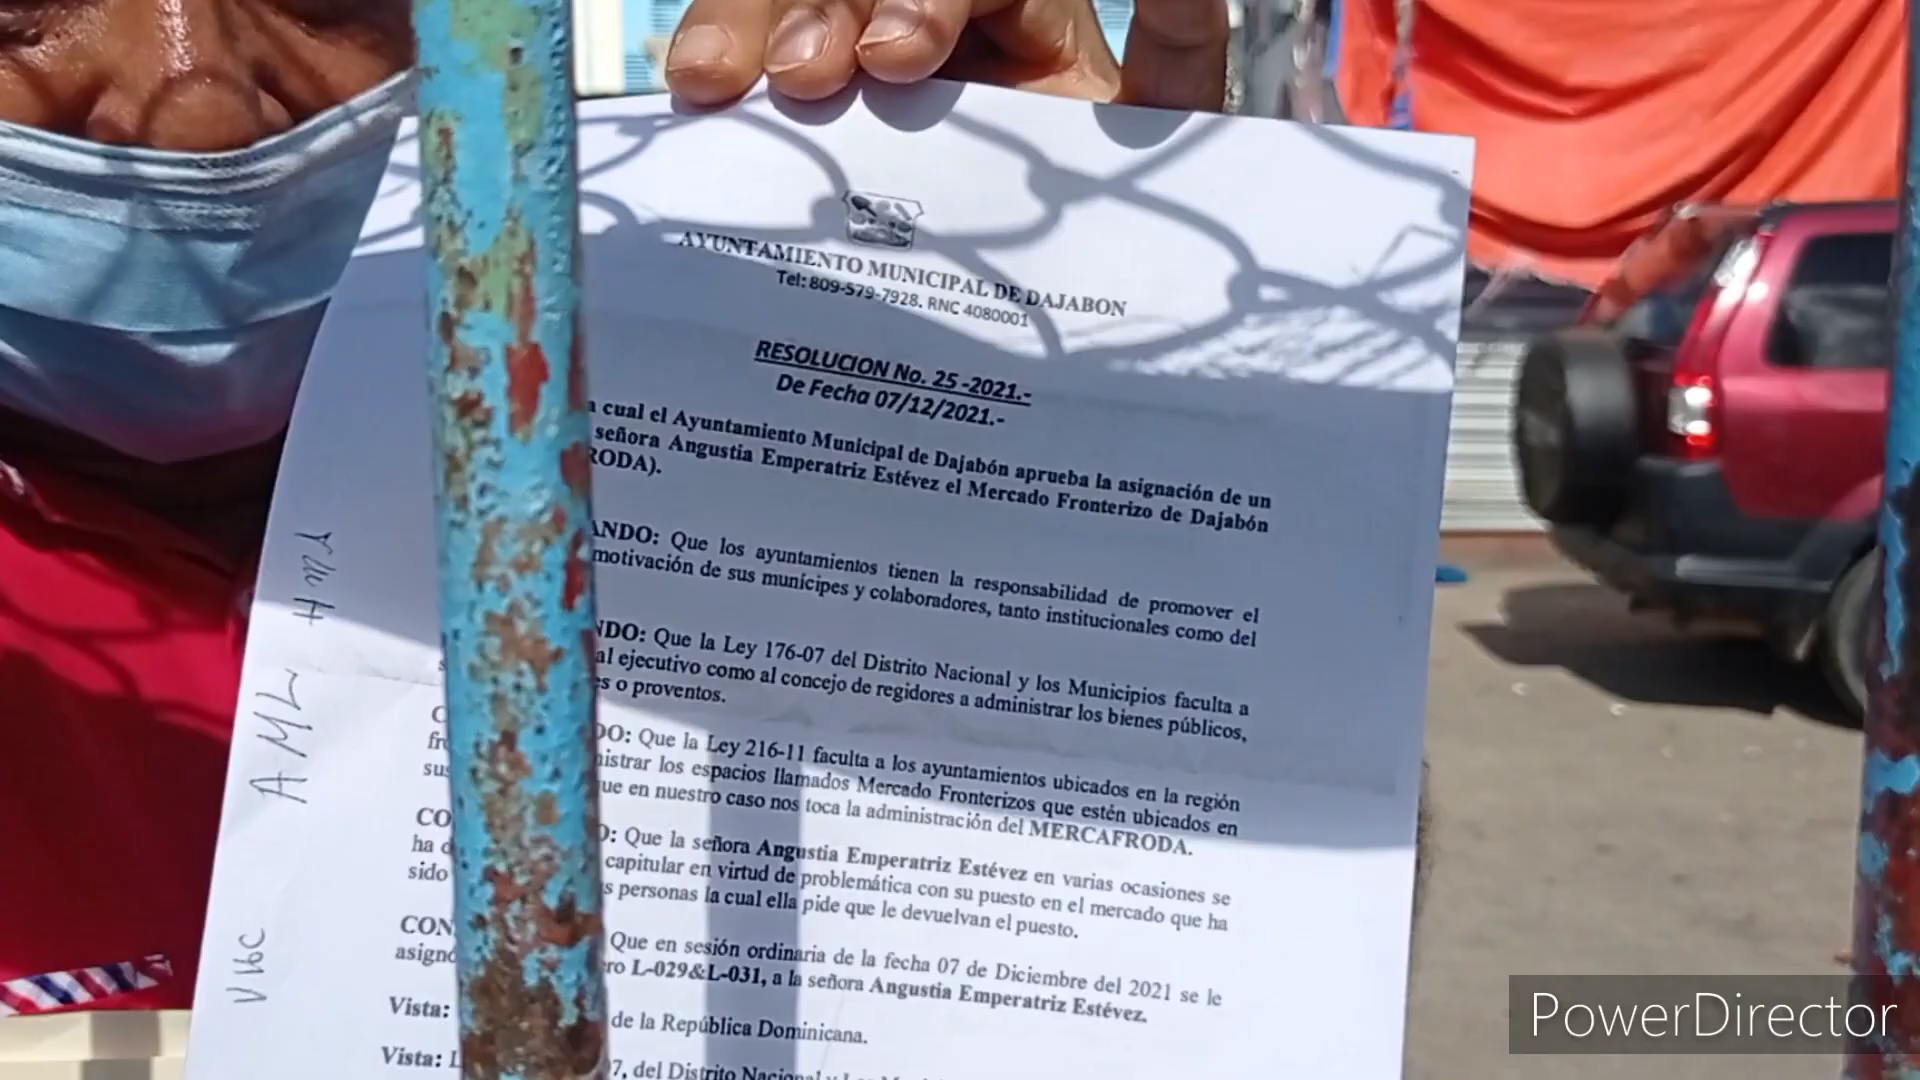 AYUNTAMIENTO MUNICIPAL DE DAJABON
Tel: 809-579-7928. RNC 4080001
RESOLUCION No. 25 -2021.-
De Fecha 07/12/2021.-
a cual el Ayuntamiento Municipal de Dajabón aprueba la asignación de un
señora Angustia Emperatriz Estévez el Mercado Fronterizo de Dajabón
RODA).
ANDO: Que los ayuntamientos tienen la responsabilidad de promover el
motivación de sus munícipes y colaboradores, tanto institucionales como del
NDO: Que la Ley 176-07 del Distrito Nacional y los Municipios faculta a
al ejecutivo como al concejo de regidores a administrar los bienes públicos,
es o proventos.
C DO: Que la Ley 216-11 faculta a los ayuntamientos ubicados en la región
fro nistrar los espacios llamados Mercado Fronterizos que estén ubicados en
sus ue en nuestro caso nos toca la administración del MERCAFRODA.
CO O: Que la señora Angustia Emperatriz Estévez en varias ocasiones se
ha capitular en virtud de problemática con su puesto en el mercado que ha
sido s personas la cual ella pide que le devuelvan el puesto.
CON Que en sesión ordinaria de la fecha 07 de Diciembre del 2021 se le
asignó ro L-029&L-031, a la señora Angustia Emperatriz Estévez.
Vista: de la República Dominicana.
Vista: L 7, del Distrito Nacional y Los
AML
PowerDirector